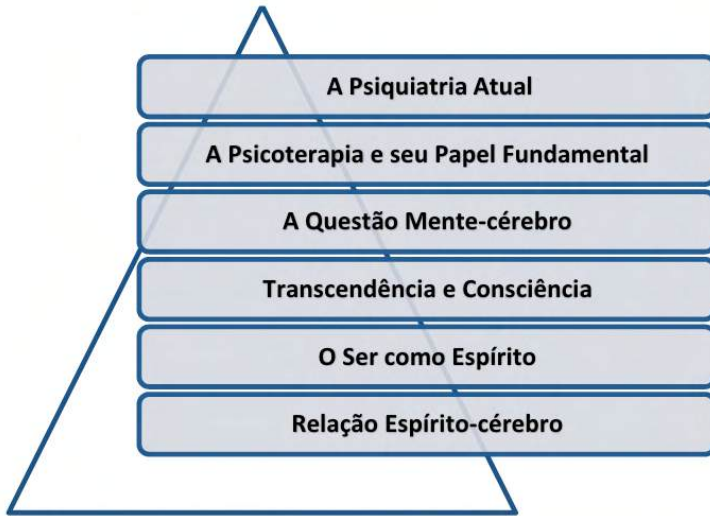 A Psiquiatria Atual
A Psicoterapia e seu Papel Fundamental
A Questão Mente-cérebro
Transcendência e Consciência
O Ser como Espírito
Relação Espírito-cérebro